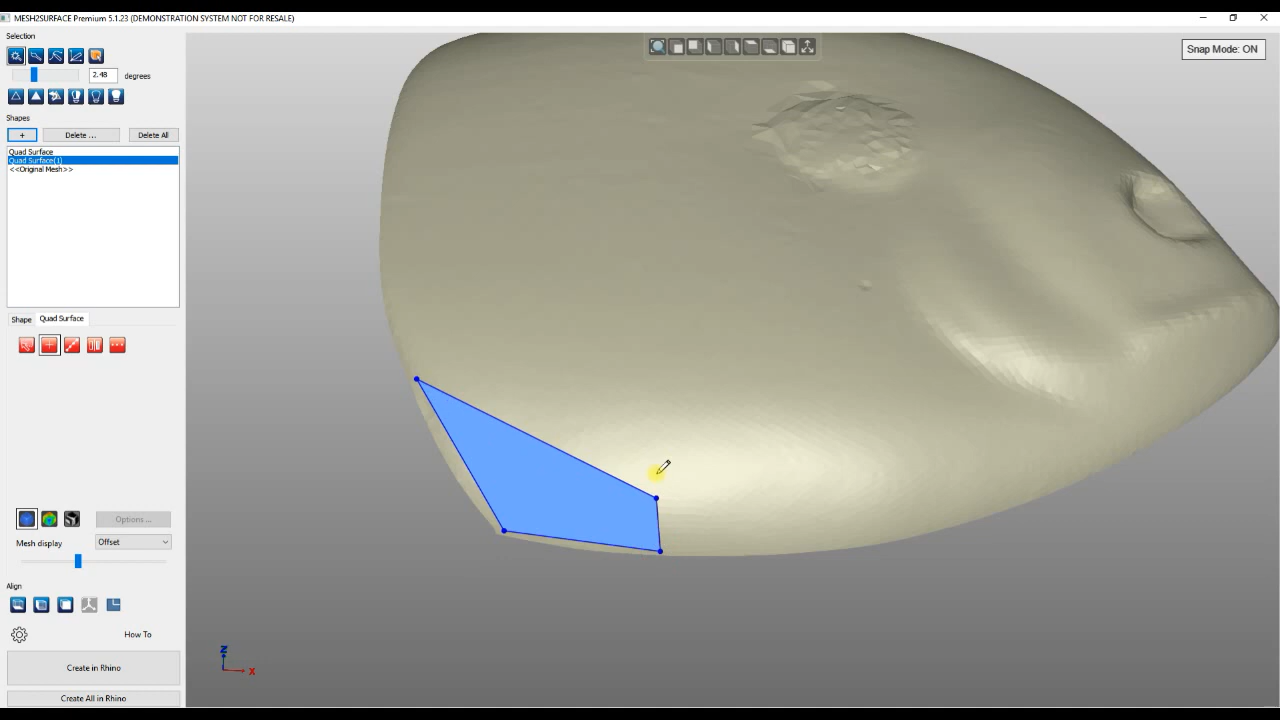 MESH2SURFACE Premium 5.1.23 (DEMONSTRATION SYSTEM NOT FOR RESALE)
Selection
Snap Mode: ON
2.48 degrees
Shapes
+ Delete ... Delete All
Quad Surface
Quad Surface(1)
<<Original Mesh>>
Shape Quad Surface
Options ...
Mesh display Offset
Align
How To
Create in Rhino
Create All in Rhino
Z
X